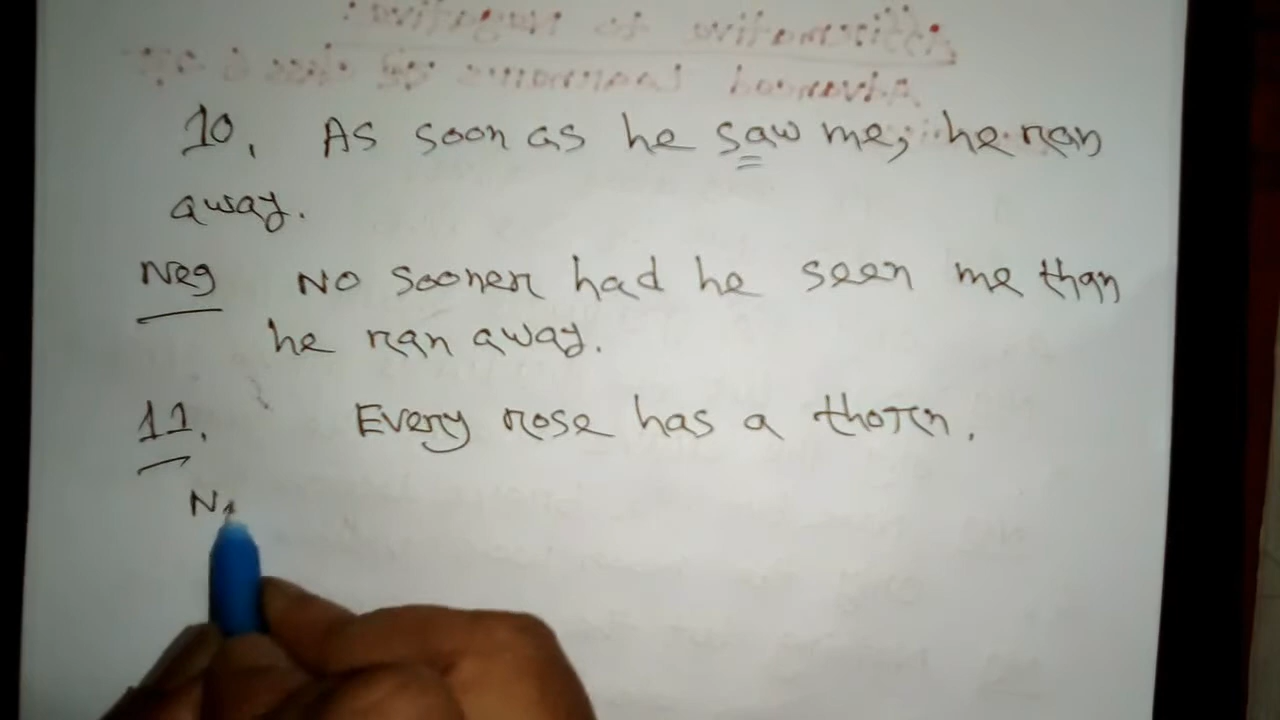 10. As soon as he saw me, he ran
away.
Neg No sooner had he seen me than
he ran away.
11. Every rose has a thorn.
N